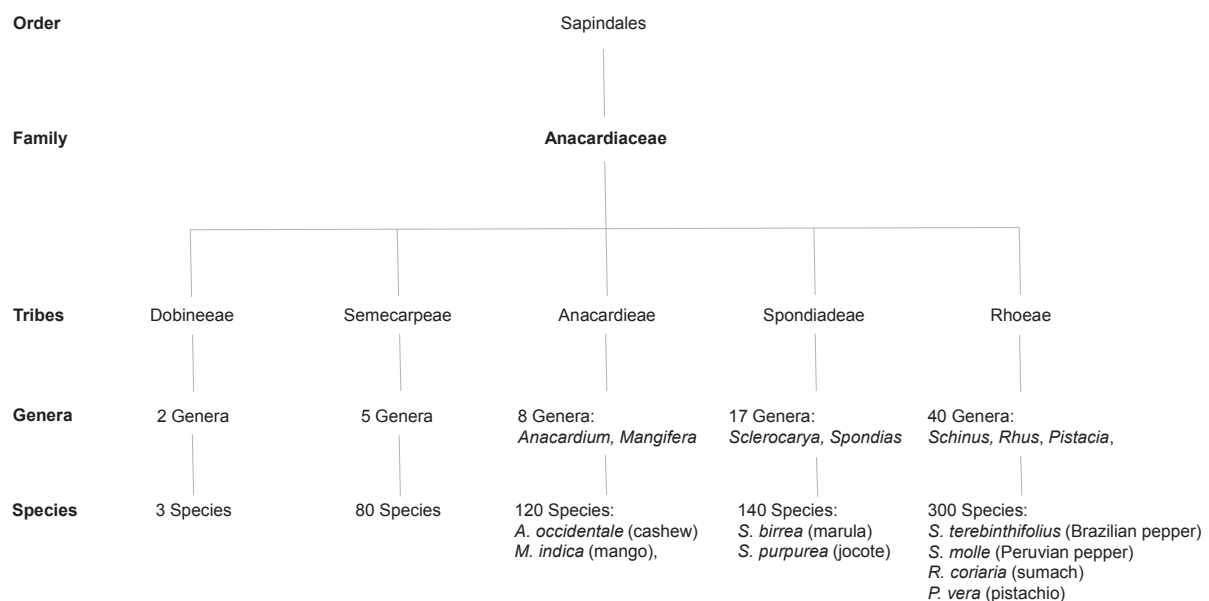 Order Sapindales
Family Anacardiaceae
Tribes Dobineeae Semecarpeae Anacardieae Spondiadeae Rhoeae
Genera 2 Genera 5 Genera 8 Genera: 17 Genera: 40 Genera:
Anacardium, Mangifera Sclerocarya, Spondias Schinus, Rhus, Pistacia,
Species 3 Species 80 Species 120 Species: 140 Species: 300 Species:
A. occidentale (cashew) S. birrea (marula) S. terebinthifolius (Brazilian pepper)
M. indica (mango), S. purpurea (jocote) S. molle (Peruvian pepper)
R. coriaria (sumach)
P. vera (pistachio)